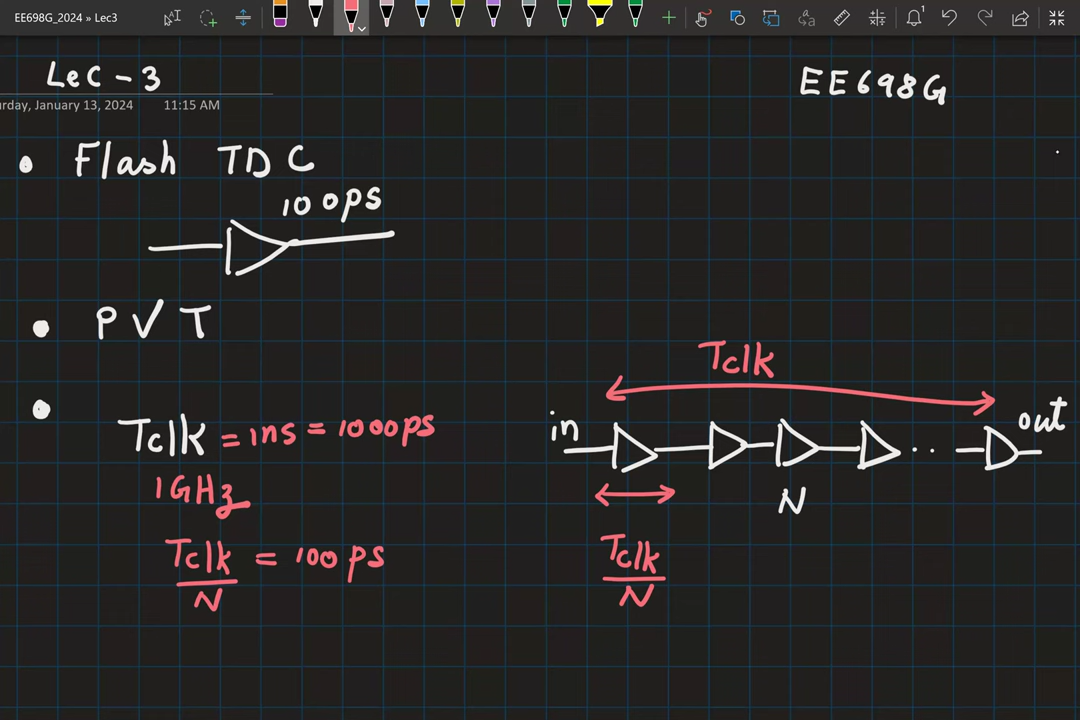 EE698G_2024 » Lec3
LeC - 3
EE698G
urday, January 13, 2024 11:15 AM
• Flash TDC
100ps
• PVT
Tclk
• Tclk = 1ns = 1000ps
in
out
1GHz
N
Tclk/N = 100ps
Tclk/N